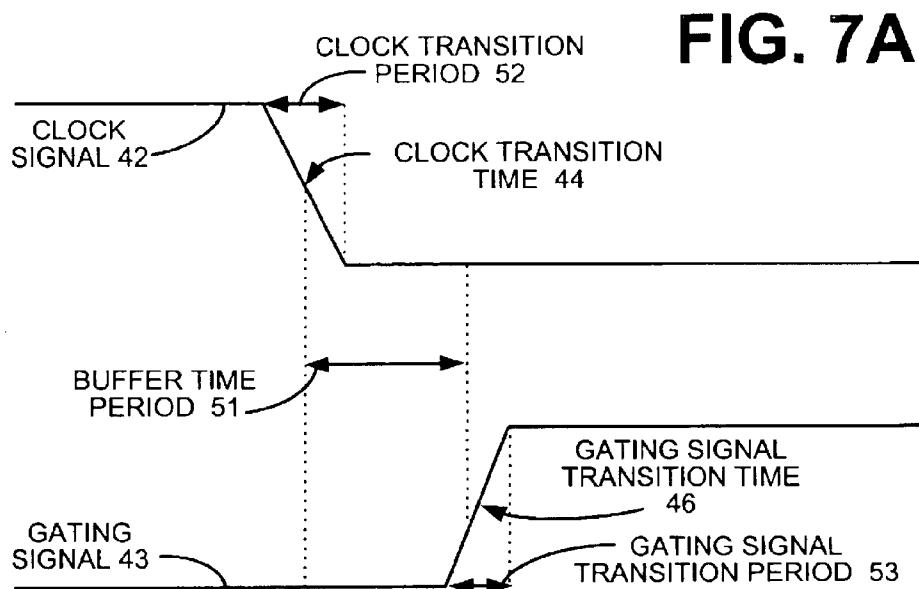 FIG. 7A
CLOCK TRANSITION
PERIOD 52
CLOCK
SIGNAL 42
CLOCK TRANSITION
TIME 44
BUFFER TIME
PERIOD 51
GATING SIGNAL
TRANSITION TIME
46
GATING
SIGNAL 43
GATING SIGNAL
TRANSITION PERIOD 53